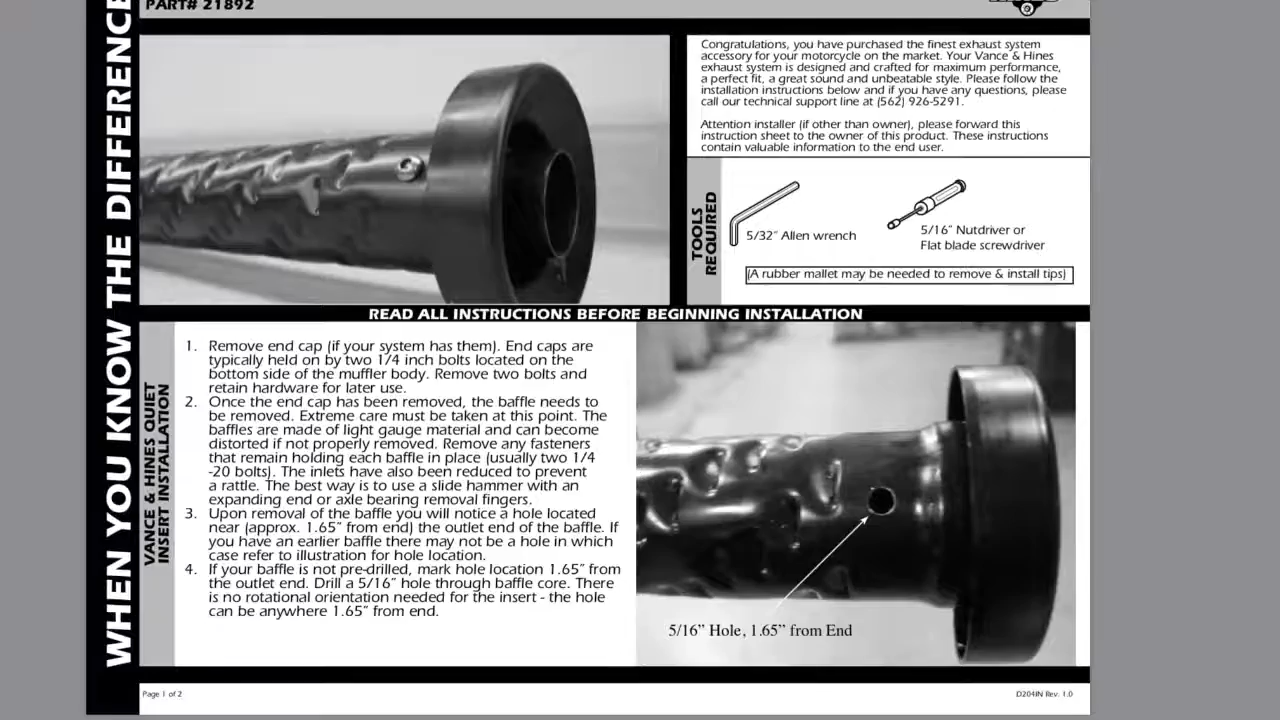 PART# 21892
WHEN YOU KNOW THE DIFFERENCE
Congratulations, you have purchased the finest exhaust system
accessory for your motorcycle on the market. Your Vance & Hines
exhaust system is designed and crafted for maximum performance,
a perfect fit, a great sound and unbeatable style. Please follow the
installation instructions below and if you have any questions, please
call our technical support line at (562) 926-5291.
Attention installer (if other than owner), please forward this
instruction sheet to the owner of this product. These instructions
contain valuable information to the end user.
TOOLS
REQUIRED
5/32” Allen wrench
5/16” Nutdriver or
Flat blade screwdriver
(A rubber mallet may be needed to remove & install tips)
READ ALL INSTRUCTIONS BEFORE BEGINNING INSTALLATION
VANCE & HINES QUIET
INSERT INSTALLATION
1. Remove end cap (if your system has them). End caps are
typically held on by two 1/4 inch bolts located on the
bottom side of the muffler body. Remove two bolts and
retain hardware for later use.
2. Once the end cap has been removed, the baffle needs to
be removed. Extreme care must be taken at this point. The
baffles are made of light gauge material and can become
distorted if not properly removed. Remove any fasteners
that remain holding each baffle in place (usually two 1/4
-20 bolts). The inlets have also been reduced to prevent
a rattle. The best way is to use a slide hammer with an
expanding end or axle bearing removal fingers.
3. Upon removal of the baffle you will notice a hole located
near (approx. 1.65” from end) the outlet end of the baffle. If
you have an earlier baffle there may not be a hole in which
case refer to illustration for hole location.
4. If your baffle is not pre-drilled, mark hole location 1.65” from
the outlet end. Drill a 5/16” hole through baffle core. There
is no rotational orientation needed for the insert - the hole
can be anywhere 1.65” from end.
5/16” Hole, 1.65” from End
Page 1 of 2
D204IN Rev. 1.0